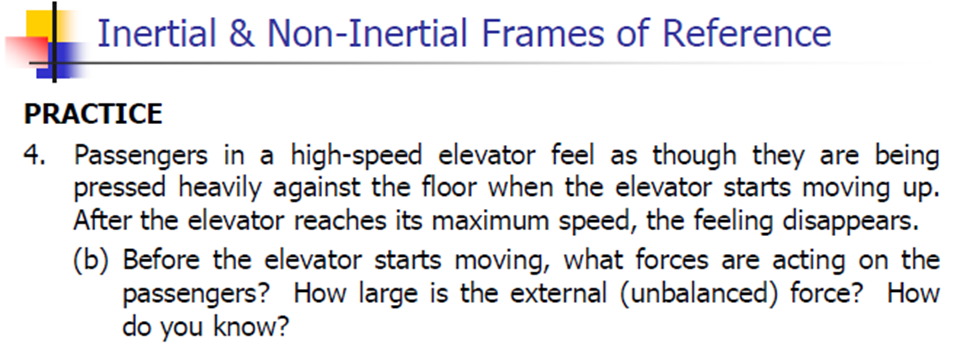 Inertial & Non-Inertial Frames of Reference
PRACTICE
4. Passengers in a high-speed elevator feel as though they are being
pressed heavily against the floor when the elevator starts moving up.
After the elevator reaches its maximum speed, the feeling disappears.
(b) Before the elevator starts moving, what forces are acting on the
passengers? How large is the external (unbalanced) force? How
do you know?